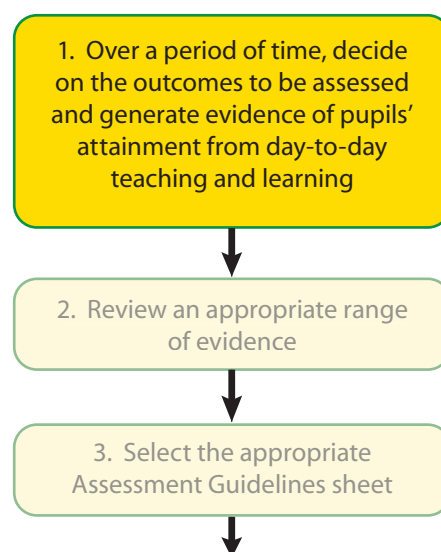 1. Over a period of time, decide
on the outcomes to be assessed
and generate evidence of pupils’
attainment from day-to-day
teaching and learning
2. Review an appropriate range
of evidence
3. Select the appropriate
Assessment Guidelines sheet